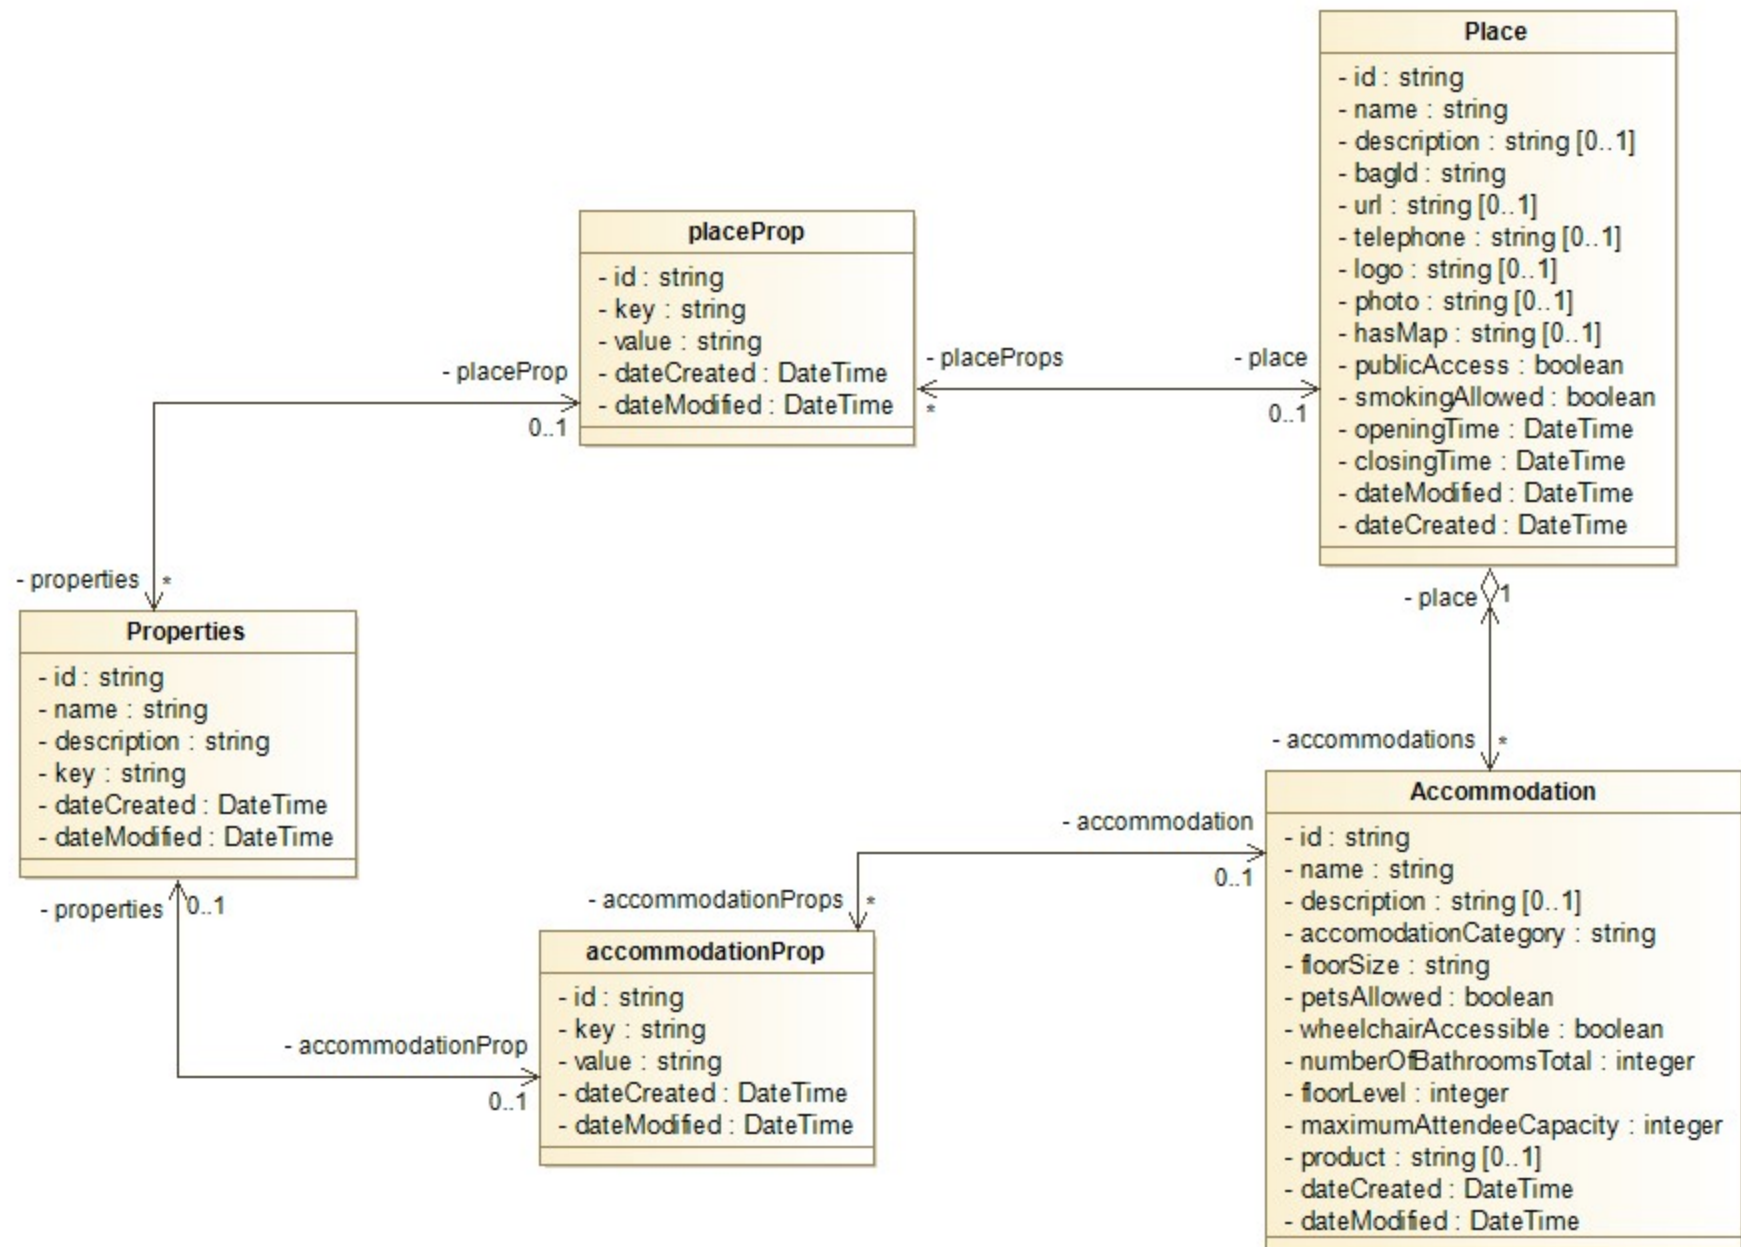 Place
- id : string
- name : string
- description : string [0..1]
- bagId : string
- url : string [0..1]
- telephone : string [0..1]
- logo : string [0..1]
- photo : string [0..1]
- hasMap : string [0..1]
- publicAccess : boolean
- smokingAllowed : boolean
- openingTime : DateTime
- closingTime : DateTime
- dateModified : DateTime
- dateCreated : DateTime
placeProp
- id : string
- key : string
- value : string
- dateCreated : DateTime
- dateModified : DateTime
- placeProps
*
- place
0..1
- placeProp
0..1
- properties
*
Properties
- id : string
- name : string
- description : string
- key : string
- dateCreated : DateTime
- dateModified : DateTime
- place
1
- accommodations
*
Accommodation
- id : string
- name : string
- description : string [0..1]
- accomodationCategory : string
- floorSize : string
- petsAllowed : boolean
- wheelchairAccessible : boolean
- numberOfBathroomsTotal : integer
- floorLevel : integer
- maximumAttendeeCapacity : integer
- product : string [0..1]
- dateCreated : DateTime
- dateModified : DateTime
- accommodation
0..1
- accommodationProps
*
- properties
0..1
accommodationProp
- id : string
- key : string
- value : string
- dateCreated : DateTime
- dateModified : DateTime
- accommodationProp
0..1